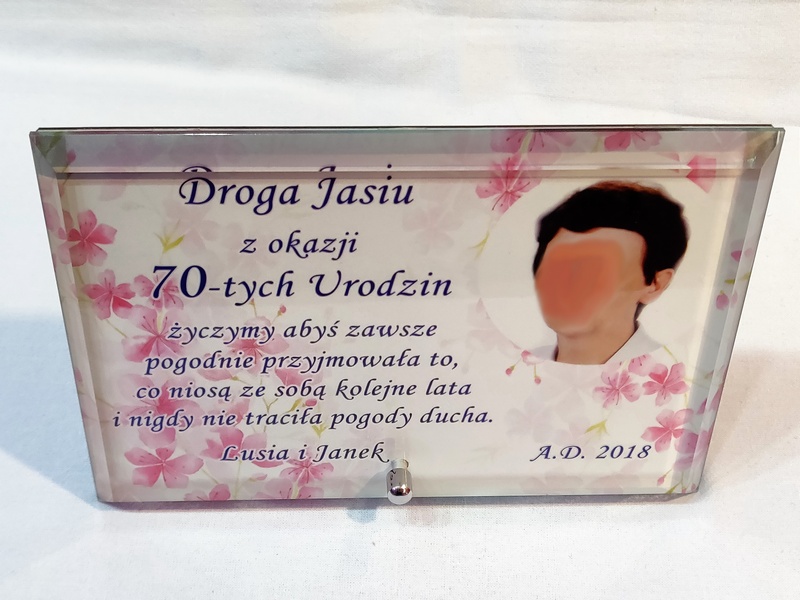 Droga Jasiu
z okazji
70-tych Urodzin
życzymy abyś zawsze
pogodnie przyjmowała to,
co niosą ze sobą kolejne lata
i nigdy nie traciła pogody ducha.
Lusia i Janek
A.D. 2018